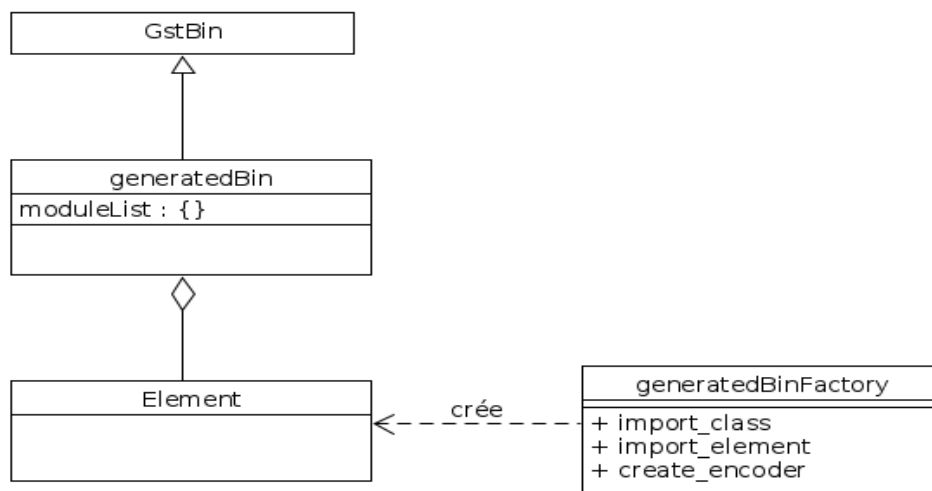 GstBin
generatedBin
moduleList : {}
Element
crée
generatedBinFactory
+ import_class
+ import_element
+ create_encoder